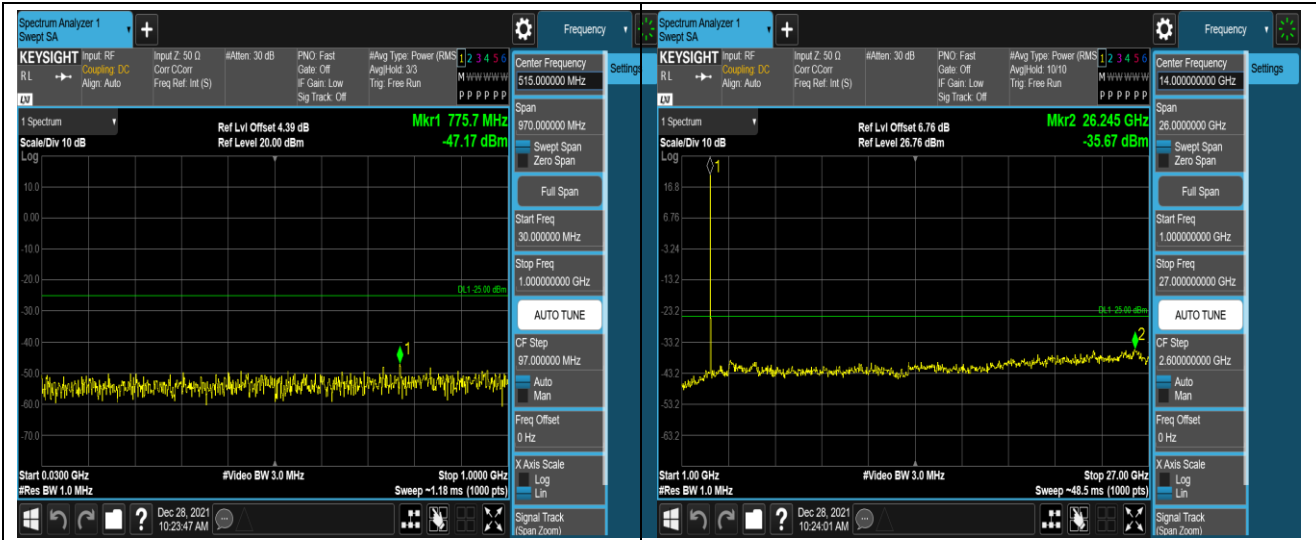 Spectrum Analyzer 1
Swept SA
+
Frequency
KEYSIGHT
RL
LXI
Input: RF
Coupling: DC
Align: Auto
Input Z: 50 Ω
Corr CCorr
Freq Ref: Int (S)
#Atten: 30 dB
PNO: Fast
Gate: Off
IF Gain: Low
Sig Track: Off
#Avg Type: Power (RMS
Avg|Hold: 3/3
Trig: Free Run
1 2 3 4 5 6
M W W W W W
P P P P P P
1 Spectrum
Scale/Div 10 dB
Log
Ref Lvl Offset 4.39 dB
Ref Level 20.00 dBm
Mkr1 775.7 MHz
-47.17 dBm
10.0
0.00
-10.0
-20.0
-30.0
-40.0
-50.0
-60.0
-70.0
DL1 -25.00 dBm
1
Start 0.0300 GHz
#Res BW 1.0 MHz
#Video BW 3.0 MHz
Stop 1.0000 GHz
Sweep ~1.18 ms (1000 pts)
Dec 28, 2021
10:23:47 AM
Center Frequency
515.000000 MHz
Span
970.000000 MHz
Swept Span
Zero Span
Full Span
Start Freq
30.000000 MHz
Stop Freq
1.000000000 GHz
AUTO TUNE
CF Step
97.000000 MHz
Auto
Man
Freq Offset
0 Hz
X Axis Scale
Log
Lin
Signal Track
(Span Zoom)
Settings
Spectrum Analyzer 1
Swept SA
+
Frequency
KEYSIGHT
RL
LXI
Input: RF
Coupling: DC
Align: Auto
Input Z: 50 Ω
Corr CCorr
Freq Ref: Int (S)
#Atten: 30 dB
PNO: Fast
Gate: Off
IF Gain: Low
Sig Track: Off
#Avg Type: Power (RMS
Avg|Hold: 10/10
Trig: Free Run
1 2 3 4 5 6
M W W W W W
P P P P P P
1 Spectrum
Scale/Div 10 dB
Log
Ref Lvl Offset 6.76 dB
Ref Level 26.76 dBm
Mkr2 26.245 GHz
-35.67 dBm
1
16.8
6.76
-3.24
-13.2
-23.2
-33.2
-43.2
-53.2
-63.2
DL1 -25.00 dBm
2
Start 1.00 GHz
#Res BW 1.0 MHz
#Video BW 3.0 MHz
Stop 27.00 GHz
Sweep ~48.5 ms (1000 pts)
Dec 28, 2021
10:24:01 AM
Center Frequency
14.000000000 GHz
Span
26.0000000 GHz
Swept Span
Zero Span
Full Span
Start Freq
1.000000000 GHz
Stop Freq
27.000000000 GHz
AUTO TUNE
CF Step
2.600000000 GHz
Auto
Man
Freq Offset
0 Hz
X Axis Scale
Log
Lin
Signal Track
(Span Zoom)
Settings